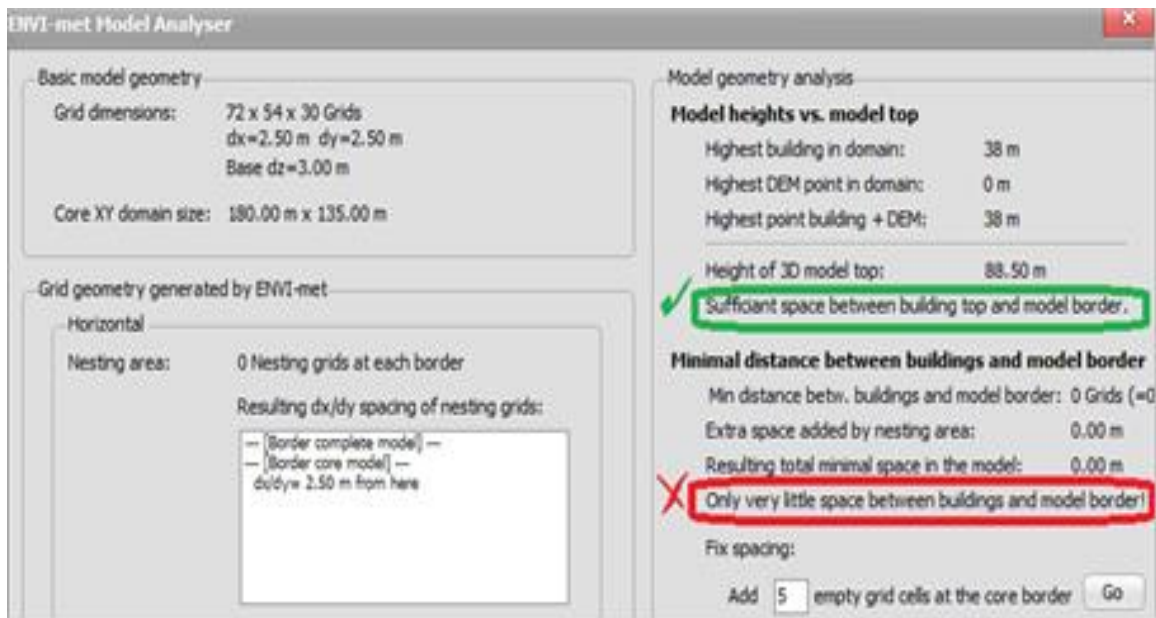 ENVI-met Model Analyser
Basic model geometry
Grid dimensions: 72 x 54 x 30 Grids
dx=2.50 m dy=2.50 m
Base dz=3.00 m
Core XY domain size: 180.00 m x 135.00 m
Grid geometry generated by ENVI-met
Horizontal
Nesting area: 0 Nesting grids at each border
Resulting dx/dy spacing of nesting grids:
--- [Border complete model] ---
--- [Border core model] ---
dx/dy= 2.50 m from here
Model geometry analysis
Model heights vs. model top
Highest building in domain: 38 m
Highest DEM point in domain: 0 m
Highest point building + DEM: 38 m
Height of 3D model top: 88.50 m
Sufficiant space between building top and model border.
Minimal distance between buildings and model border
Min distance betw. buildings and model border: 0 Grids (=0
Extra space added by nesting area: 0.00 m
Resulting total minimal space in the model: 0.00 m
Only very little space between buildings and model border!
Fix spacing:
Add 5 empty grid cells at the core border Go